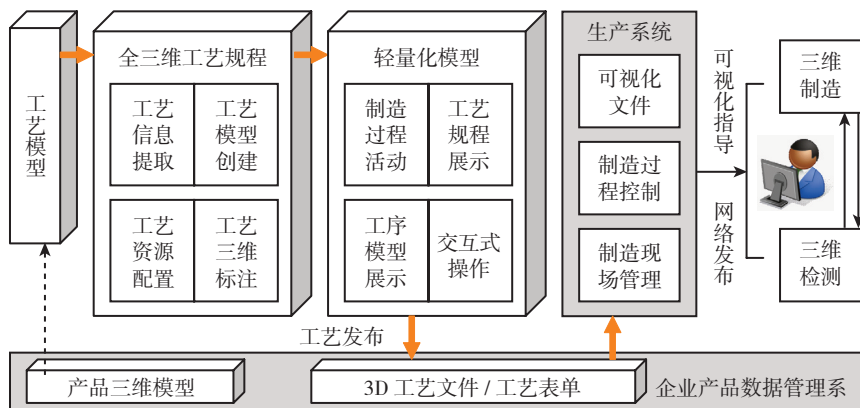 工艺模型
全三维工艺规程
工艺
信息
提取
工艺
模型
创建
工艺
资源
配置
工艺
三维
标注
轻量化模型
制造
过程
活动
工艺
规程
展示
工序
模型
展示
交互式
操作
生产系统
可视化
文件
制造过
程控制
制造现
场管理
可视化指导
网络发布
三维
制造
三维
检测
工艺发布
产品三维模型
3D 工艺文件 / 工艺表单
企业产品数据管理系